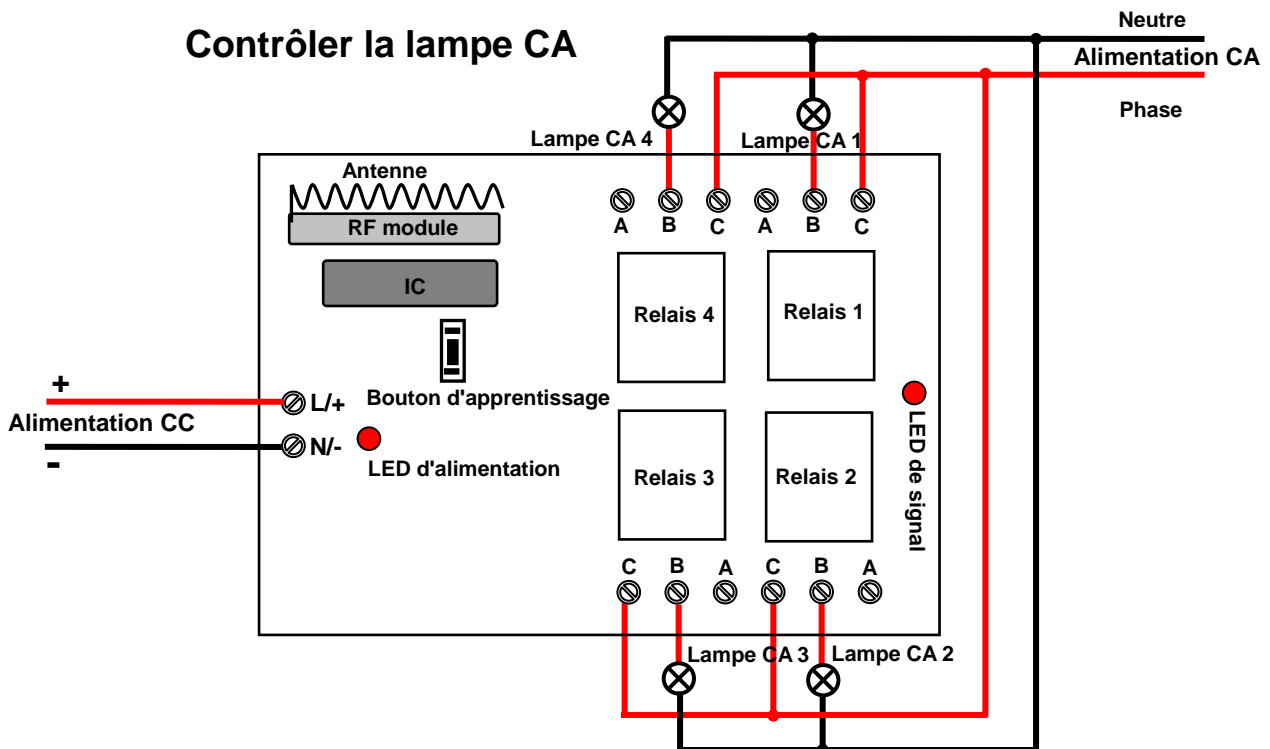 Contrôler la lampe CA
Neutre
Alimentation CA
Phase
Lampe CA 4
Lampe CA 1
Antenne
RF module
IC
A B C A B C
Relais 4
Relais 1
Bouton d'apprentissage
+
L/+
Alimentation CC
-
N/-
LED d'alimentation
LED de signal
Relais 3
Relais 2
C B A C B A
Lampe CA 3
Lampe CA 2